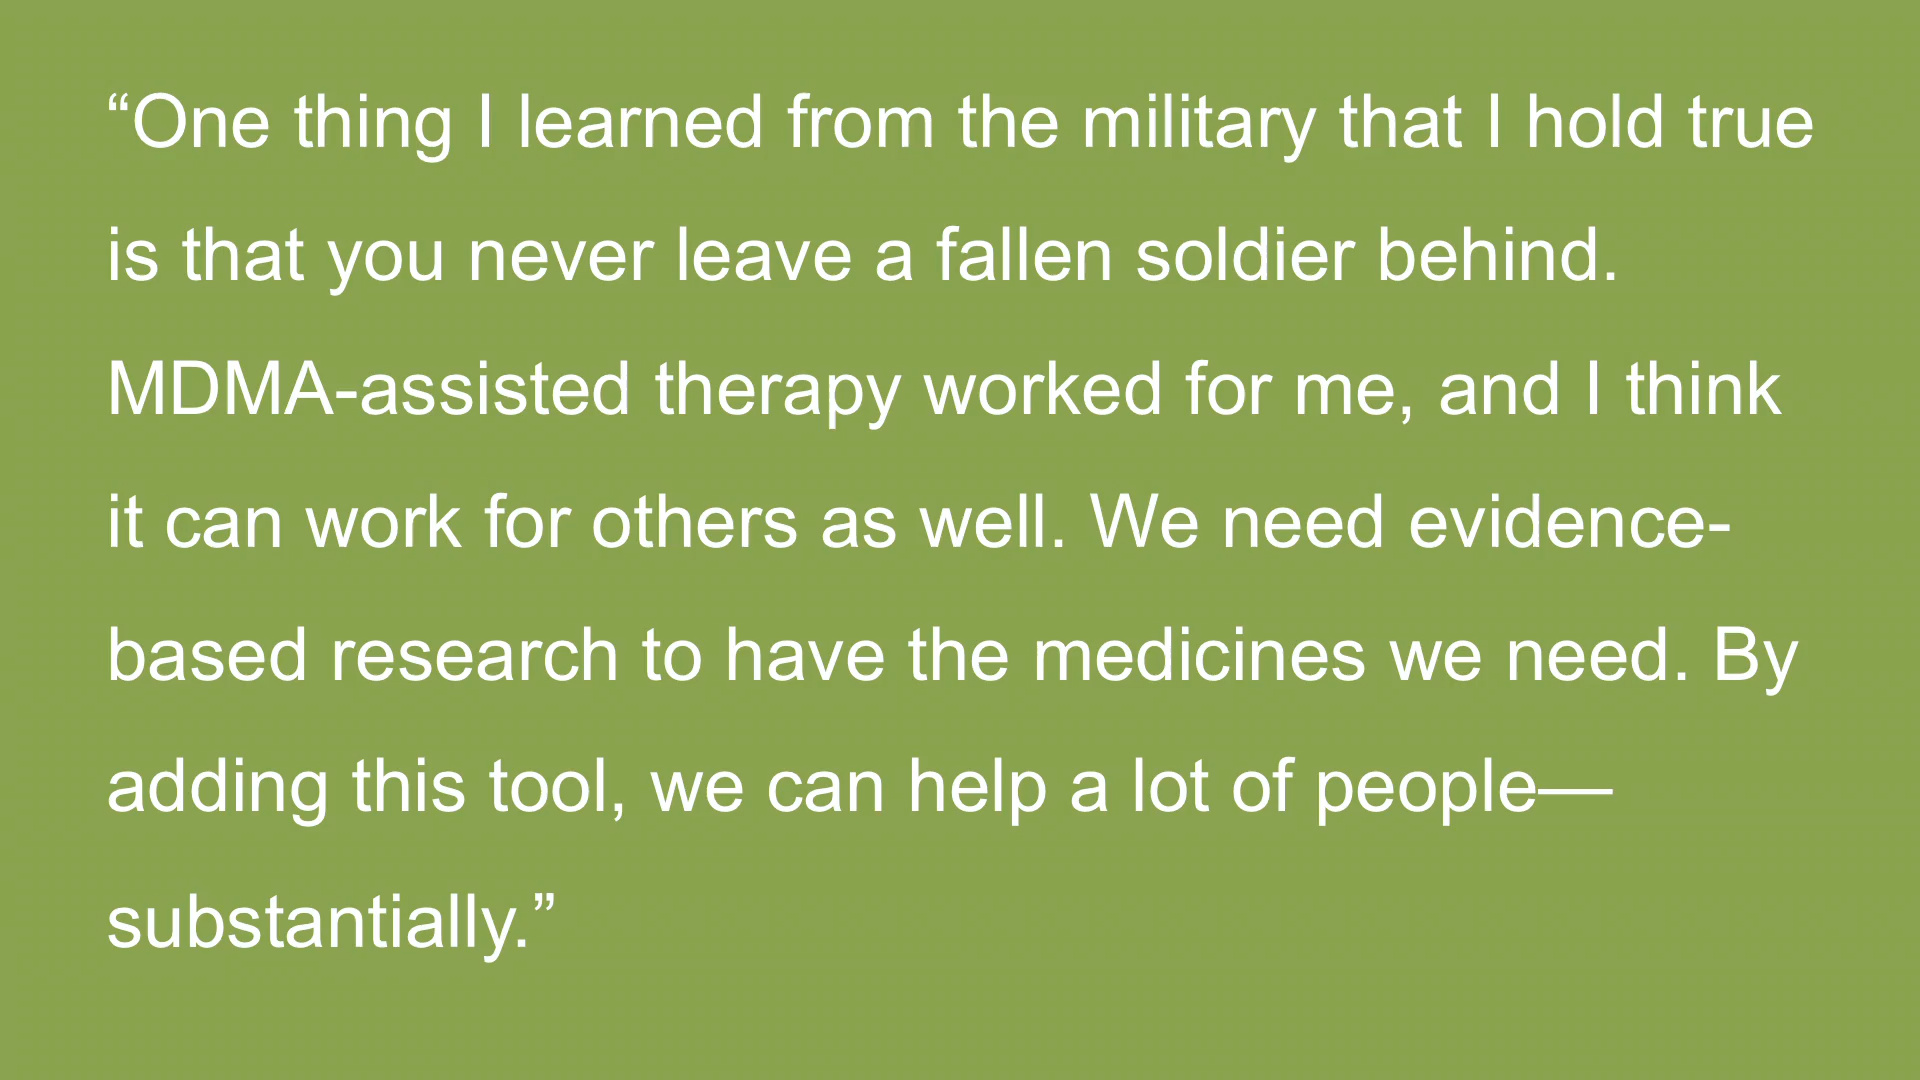 “One thing I learned from the military that I hold true
is that you never leave a fallen soldier behind.
MDMA-assisted therapy worked for me, and I think
it can work for others as well. We need evidence-
based research to have the medicines we need. By
adding this tool, we can help a lot of people—
substantially.”